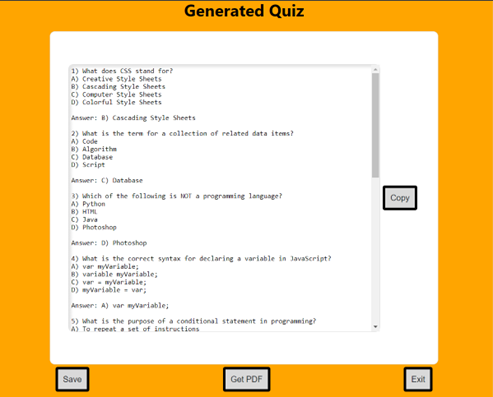 Generated Quiz
1) What does CSS stand for?
A) Creative Style Sheets
B) Cascading Style Sheets
C) Computer Style Sheets
D) Colorful Style Sheets
Answer: B) Cascading Style Sheets
2) What is the term for a collection of related data items?
A) Code
B) Algorithm
C) Database
D) Script
Answer: C) Database
3) Which of the following is NOT a programming language?
A) Python
B) HTML
C) Java
D) Photoshop
Answer: D) Photoshop
4) What is the correct syntax for declaring a variable in JavaScript?
A) var myVariable;
B) variable myVariable;
C) var = myVariable;
D) myVariable = var;
Answer: A) var myVariable;
5) What is the purpose of a conditional statement in programming?
A) To repeat a set of instructions
Copy
Save
Get PDF
Exit